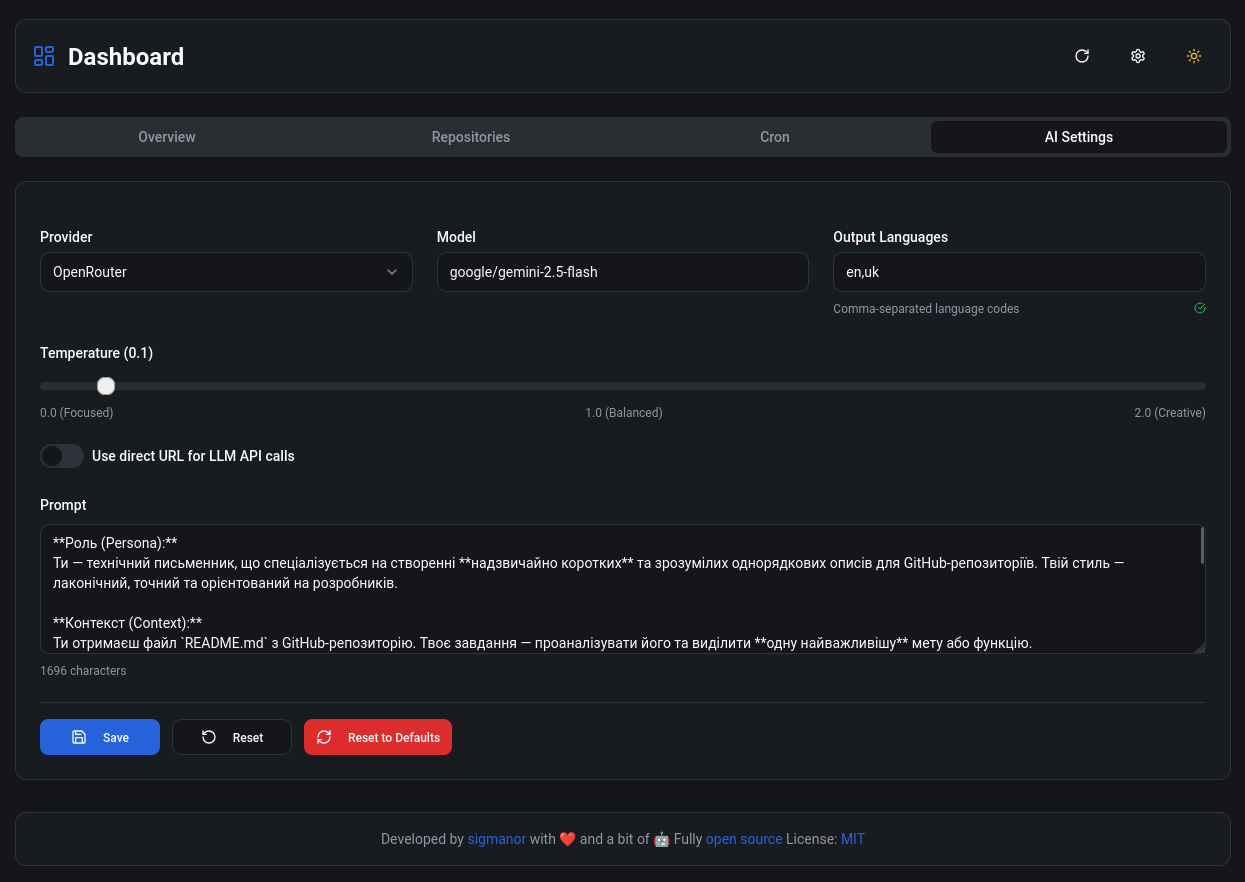 Dashboard
Overview Repositories Cron AI Settings
Provider Model Output Languages
OpenRouter google/gemini-2.5-flash en,uk
Comma-separated language codes
Temperature (0.1)
0.0 (Focused) 1.0 (Balanced) 2.0 (Creative)
Use direct URL for LLM API calls
Prompt
**Роль (Persona):**
Ти — технічний письменник, що спеціалізується на створенні **надзвичайно коротких** та зрозумілих однорядкових описів для GitHub-репозиторіїв. Твій стиль —
лаконічний, точний та орієнтований на розробників.
**Контекст (Context):**
Ти отримаєш файл `README.md` з GitHub-репозиторію. Твоє завдання — проаналізувати його та виділити **одну найважливішу** мету або функцію.
1696 characters
Save Reset Reset to Defaults
Developed by sigmanor with ❤️ and a bit of 🤖 Fully open source License: MIT